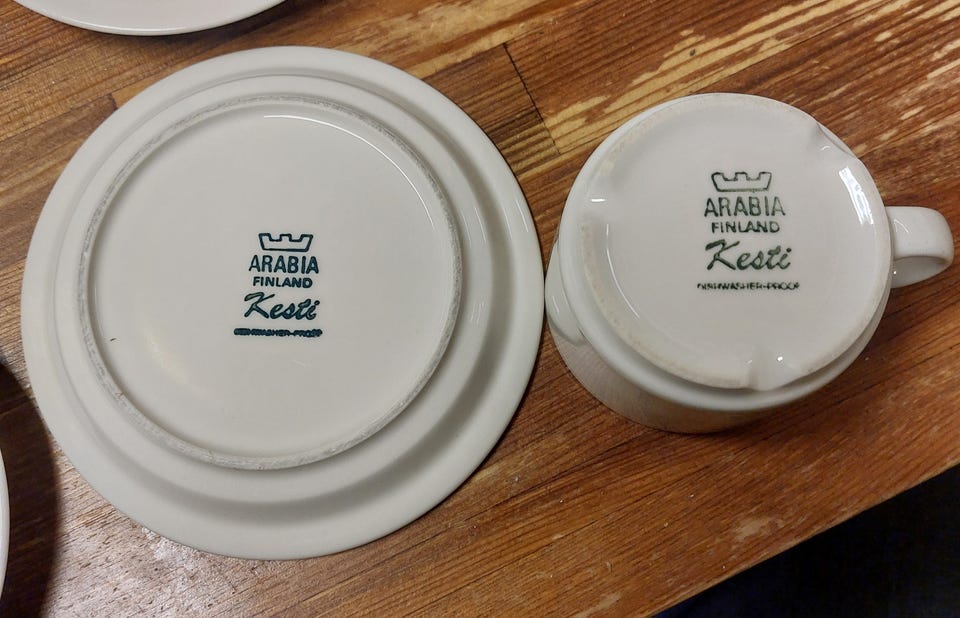 ARABIA
FINLAND
Kesti
DISHWASHER-PROOF
ARABIA
FINLAND
Kesti
DISHWASHER-PROOF